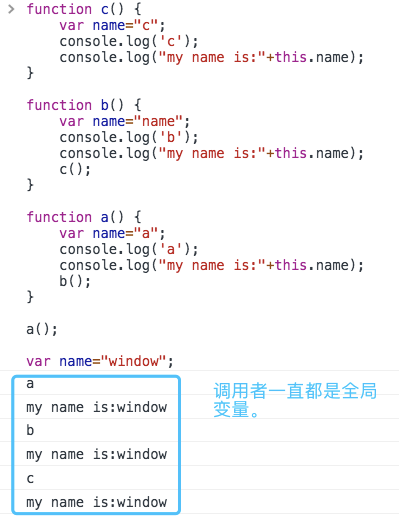 function c() {
var name="c";
console.log('c');
console.log("my name is:"+this.name);
}
function b() {
var name="name";
console.log('b');
console.log("my name is:"+this.name);
c();
}
function a() {
var name="a";
console.log('a');
console.log("my name is:"+this.name);
b();
}
a();
var name="window";
a
my name is:window
b
my name is:window
c
my name is:window
调用者一直都是全局
变量。